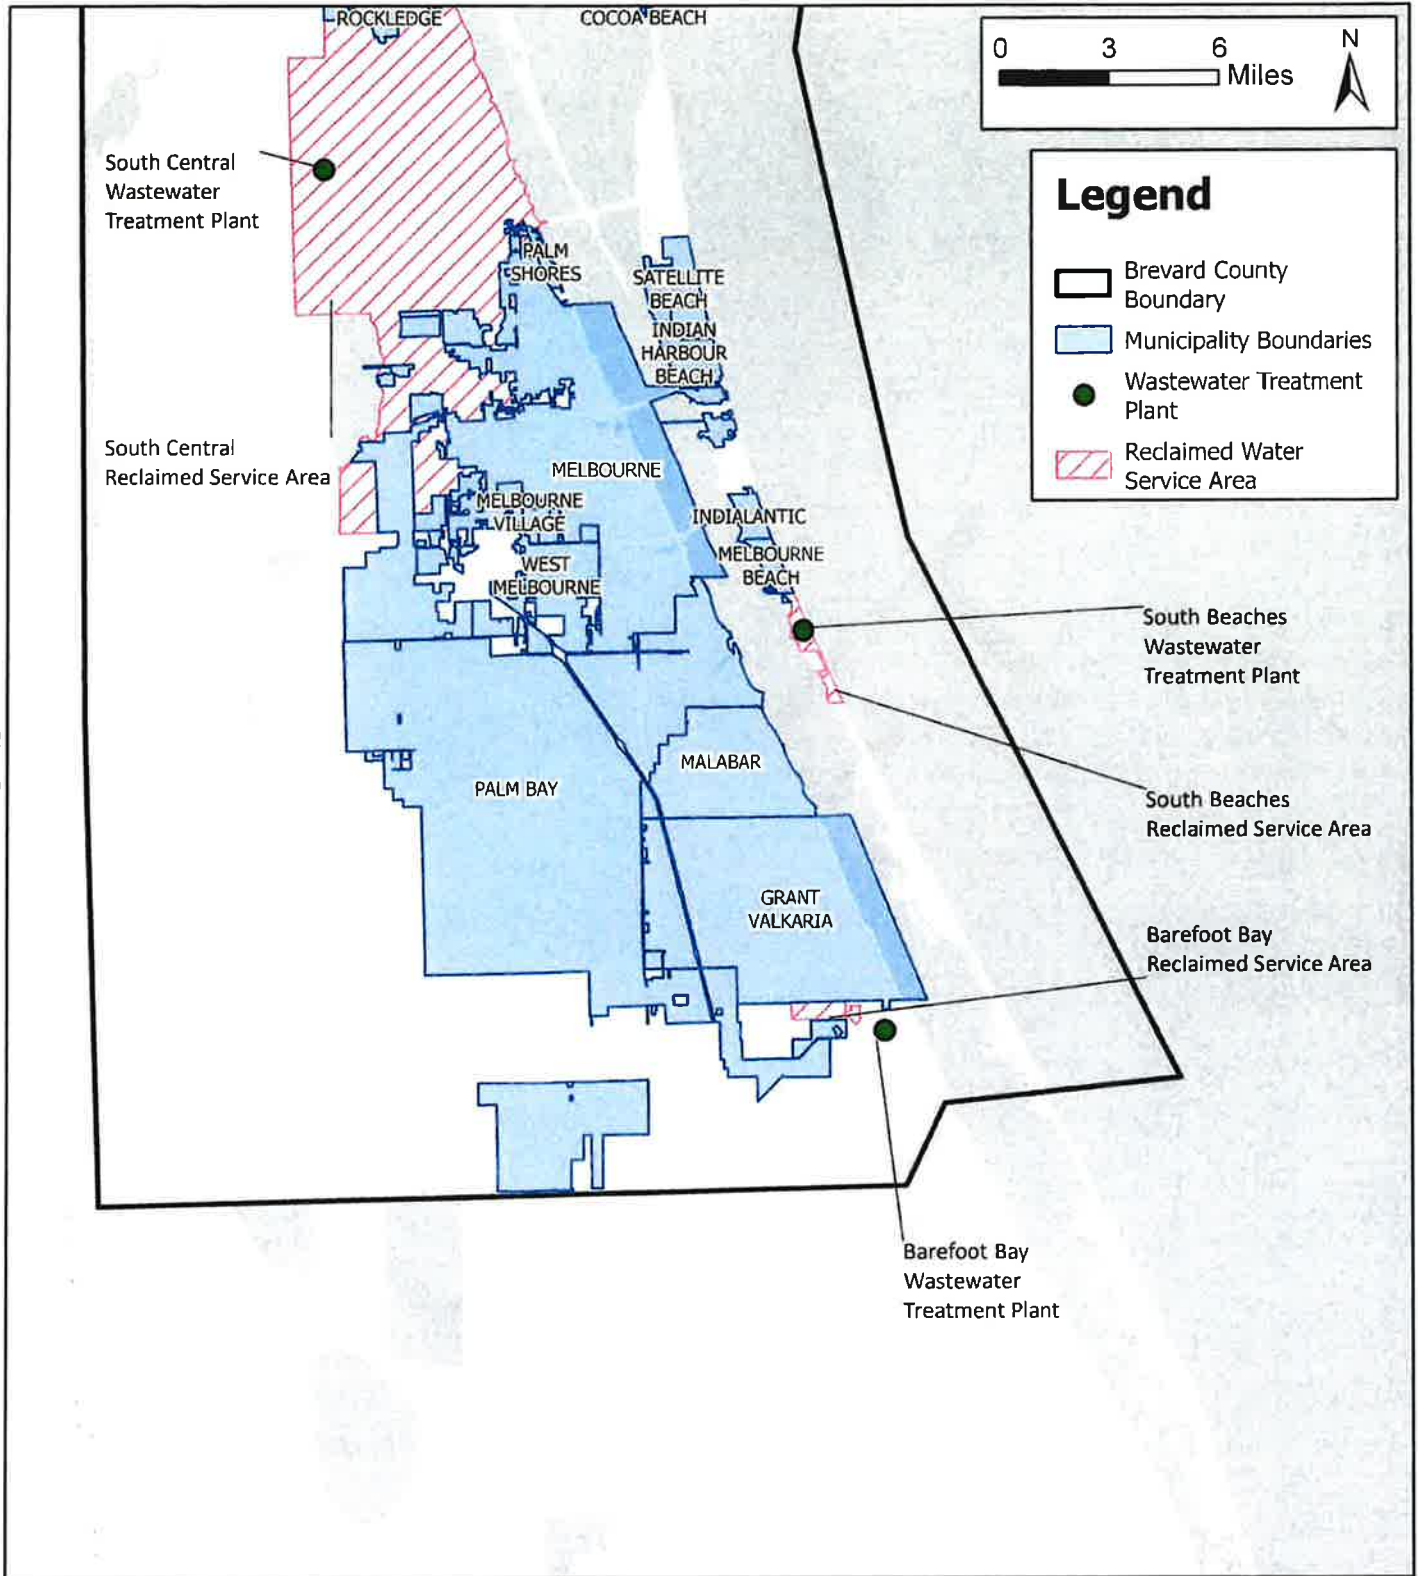 ROCKLEDGE
COCOA BEACH
0 3 6
Miles
N
Legend
Brevard County
Boundary
Municipality Boundaries
Wastewater Treatment
Plant
Reclaimed Water
Service Area
South Central
Wastewater
Treatment Plant
PALM
SHORES
SATELLITE
BEACH
INDIAN
HARBOUR
BEACH
South Central
Reclaimed Service Area
MELBOURNE
MELBOURNE
VILLAGE
INDIALANTIC
WEST
MELBOURNE
MELBOURNE
BEACH
South Beaches
Wastewater
Treatment Plant
MALABAR
PALM BAY
South Beaches
Reclaimed Service Area
GRANT
VALKARIA
Barefoot Bay
Reclaimed Service Area
Barefoot Bay
Wastewater
Treatment Plant